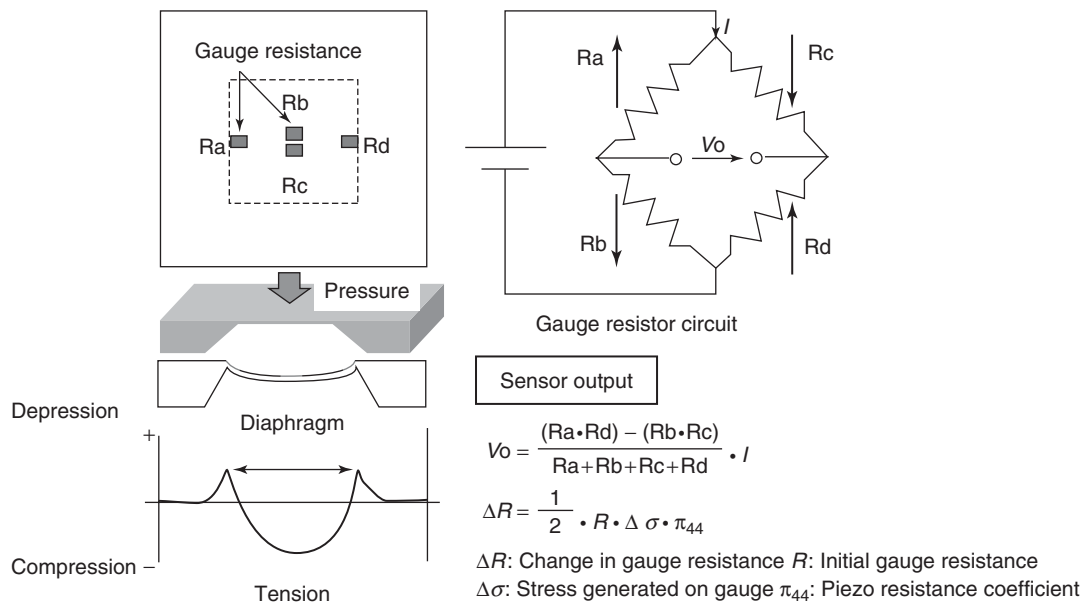 Gauge resistance
Rb
Ra
Rd
Rc
Pressure
Depression
Diaphragm
+
Compression −
Tension
I
Ra
Rc
Vo
Rb
Rd
Gauge resistor circuit
Sensor output
Vo = (Ra•Rd) – (Rb•Rc) / Ra+Rb+Rc+Rd • I
ΔR = 1 / 2 • R • Δ σ • π44
ΔR: Change in gauge resistance R: Initial gauge resistance
Δσ: Stress generated on gauge π44: Piezo resistance coefficient